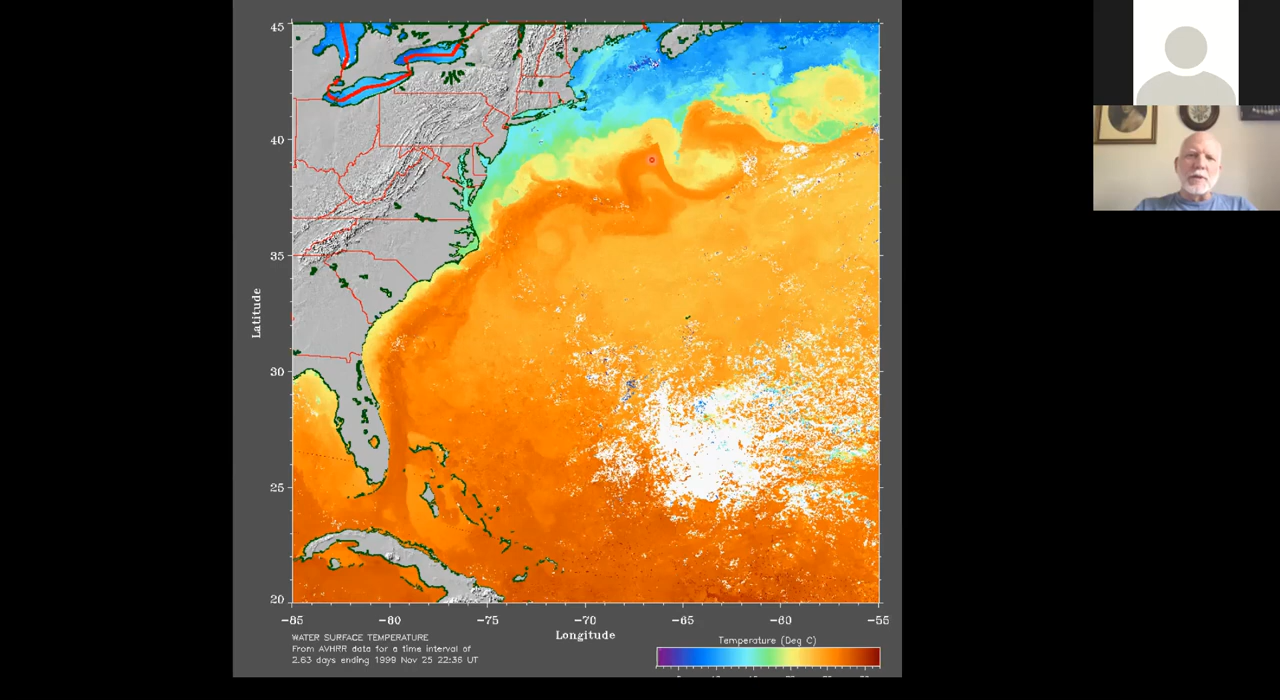 45
40
35
30
25
20
Latitude
-85 -80 -75 -70 -65 -60 -55
Longitude
WATER SURFACE TEMPERATURE
From AVHRR data for a time interval of
2.63 days ending 1999 Nov 25 22:36 UT
Temperature (Deg C)